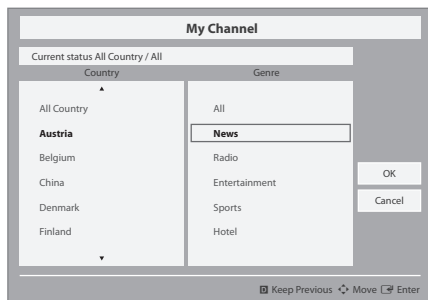 My Channel
Current status All Country / All
Country
Genre
All Country
All
Austria
News
Belgium
Radio
China
Entertainment
Denmark
Sports
Finland
Hotel
OK
Cancel
D Keep Previous Move Enter